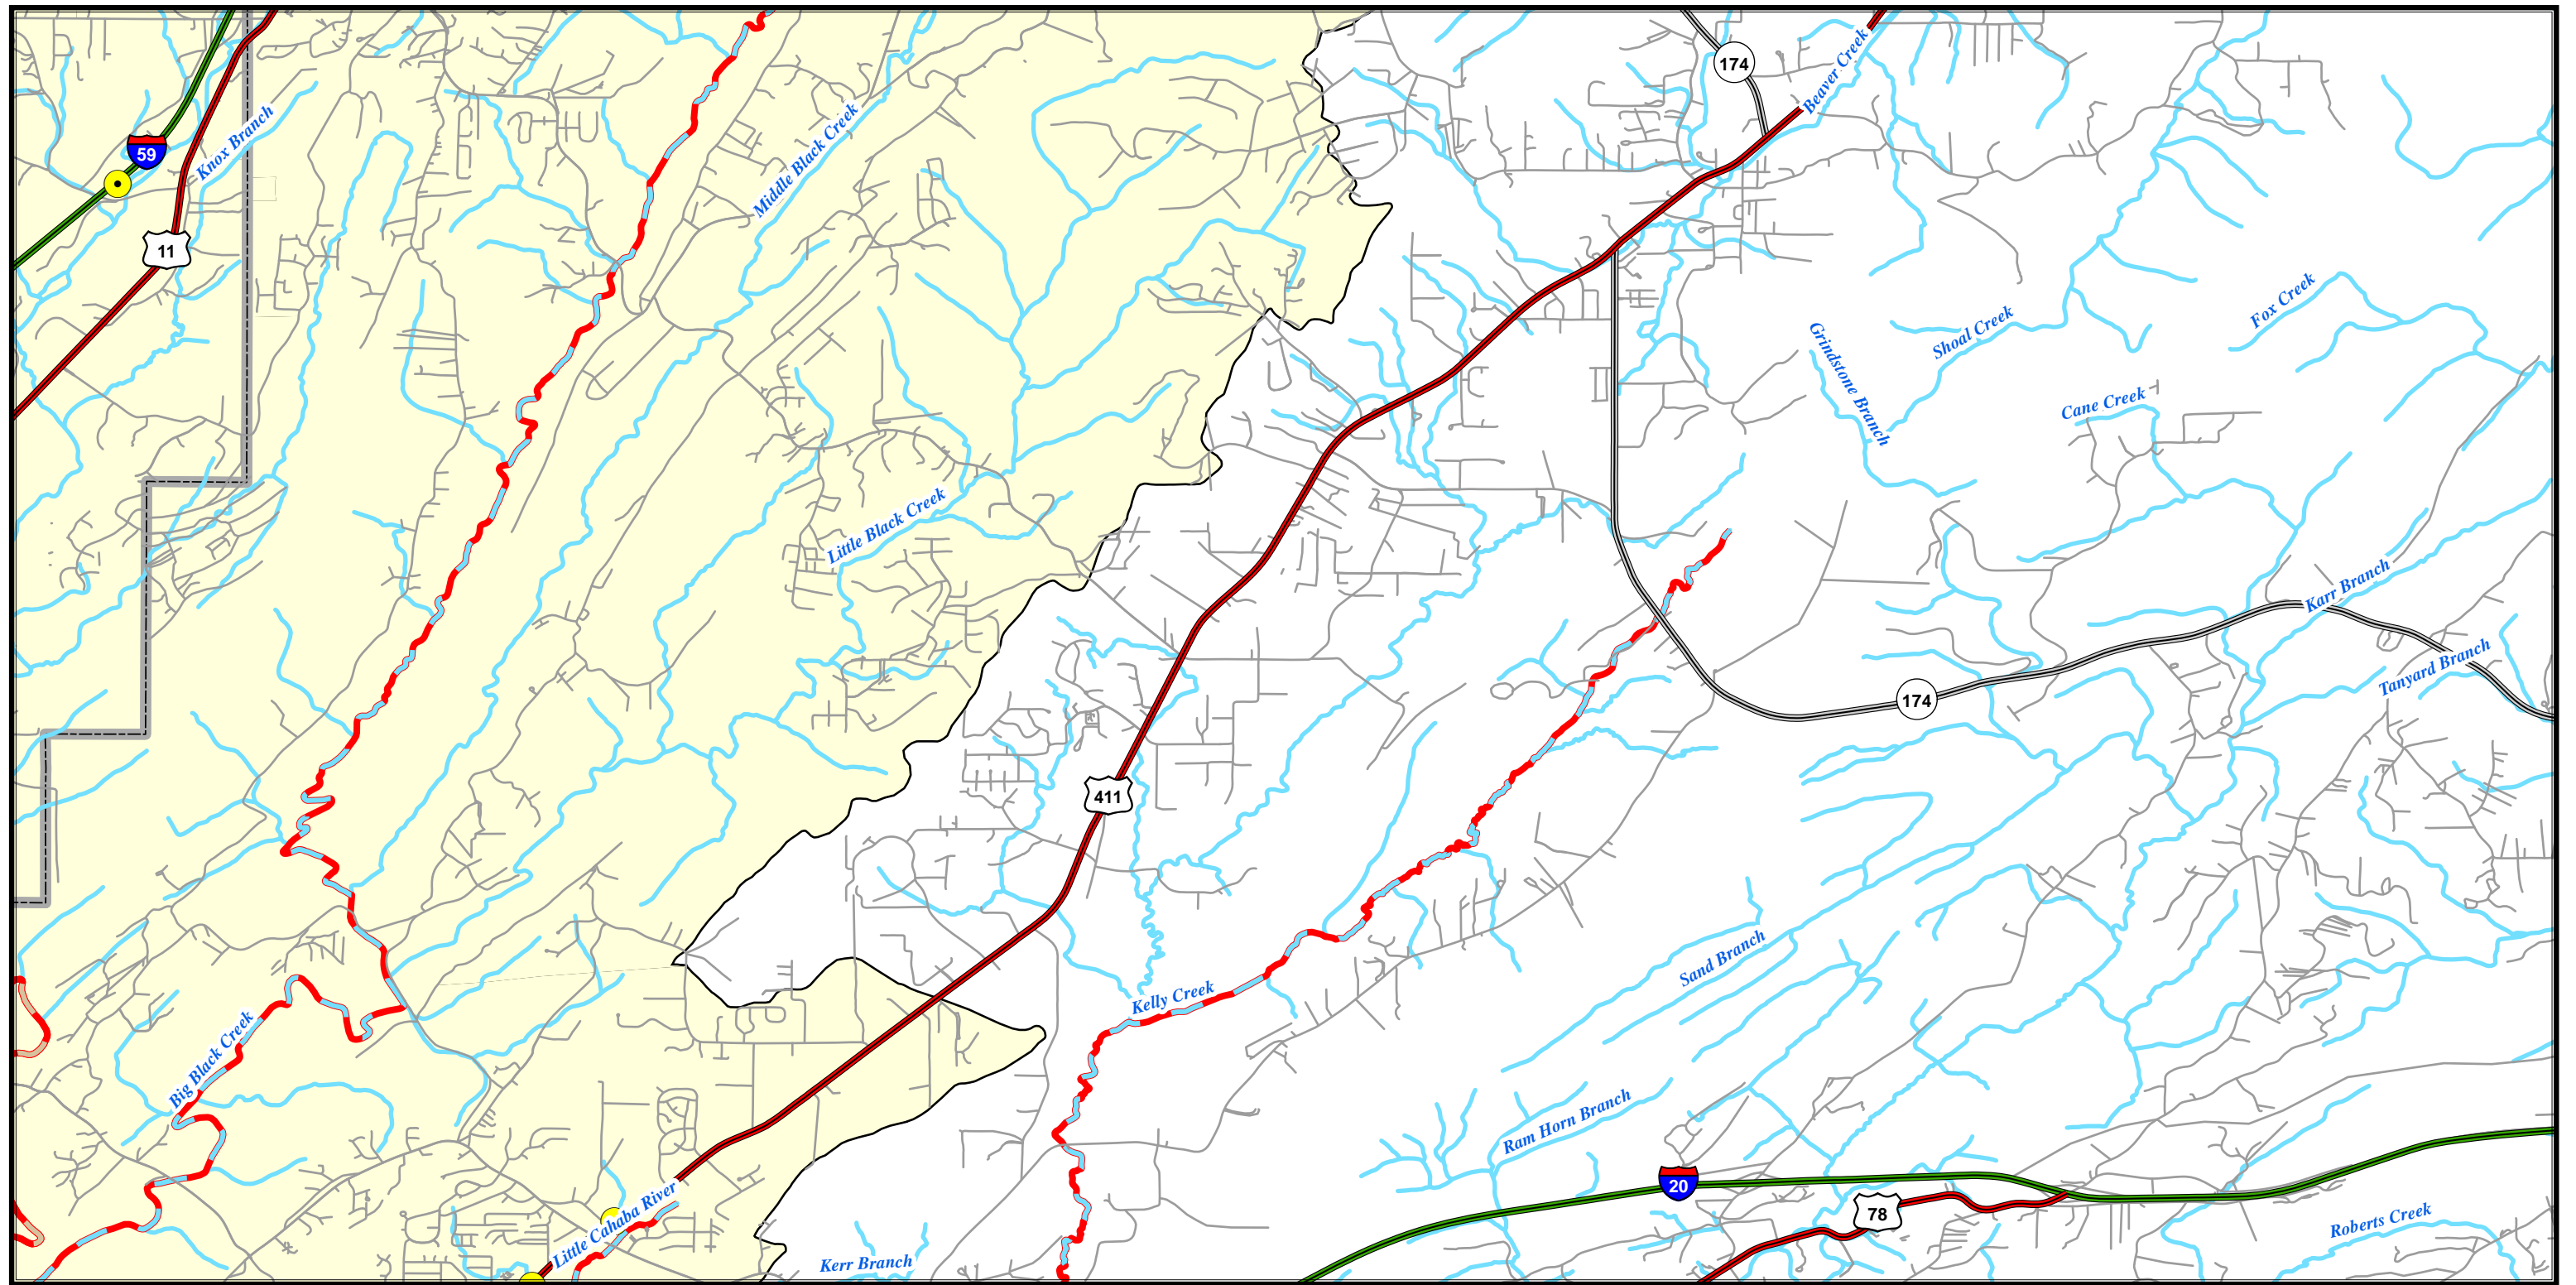 174
Beaver Creek
59
Knox Branch
Middle Black Creek
11
Fox Creek
Shoal Creek
Grindstone Branch
Cane Creek
Little Black Creek
Karr Branch
Tanyard Branch
174
411
Sand Branch
Kelly Creek
Big Black Creek
Ram Horn Branch
20
78
Little Cahaba River
Roberts Creek
Kerr Branch